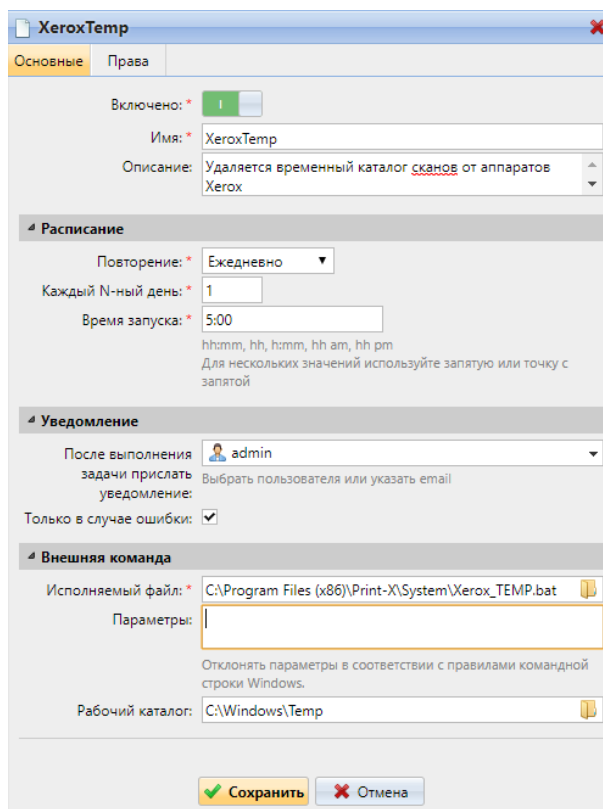 XeroxTemp
Основные Права
Включено: *
Имя: * XeroxTemp
Описание: Удаляется временный каталог сканов от аппаратов
Xerox
Расписание
Повторение: * Ежедневно
Каждый N-ный день: * 1
Время запуска: * 5:00
hh:mm, hh, h:mm, hh am, hh pm
Для нескольких значений используйте запятую или точку с
запятой
Уведомление
После выполнения
задачи прислать
уведомление:
admin
Выбрать пользователя или указать email
Только в случае ошибки:
Внешняя команда
Исполняемый файл: * C:\Program Files (x86)\Print-X\System\Xerox_TEMP.bat
Параметры:
Отклонять параметры в соответствии с правилами командной
строки Windows.
Рабочий каталог: C:\Windows\Temp
Сохранить Отмена